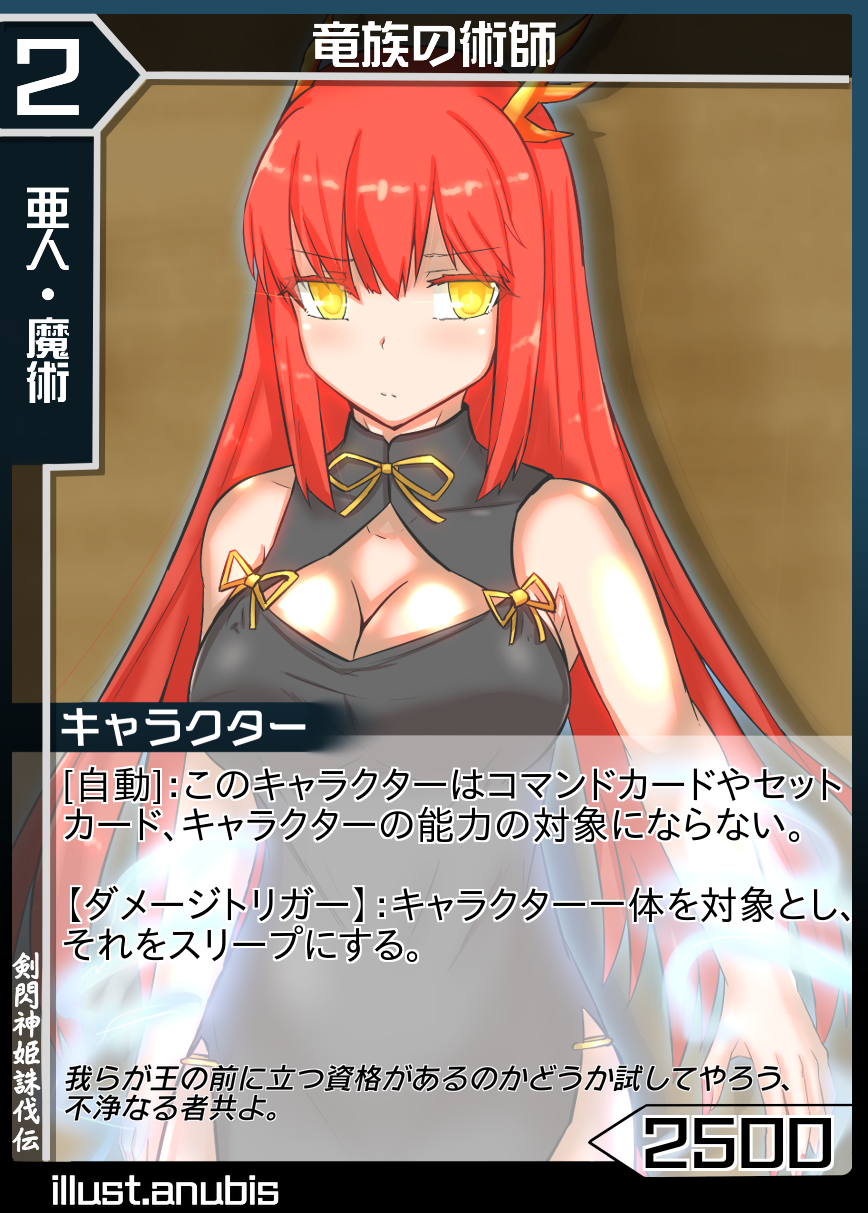 2
竜族の術師
亜人・魔術
キャラクター
[自動]:このキャラクターはコマンドカードやセット
カード、キャラクターの能力の対象にならない。
【ダメージトリガー】:キャラクター一体を対象とし、
それをスリープにする。
我らが王の前に立つ資格があるのかどうか試してやろう、
不浄なる者共よ。
剣閃神姫誅伐伝
2500
illust.anubis